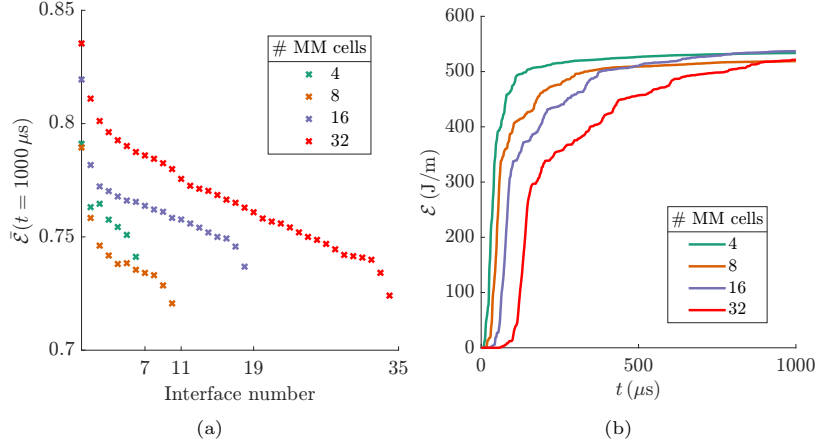 0.85
0.8
0.75
0.7
Ē(t = 1000 μs)
# MM cells
4
8
16
32
7 11 19 35
Interface number
(a)
600
500
400
300
200
100
0
ℰ (J/m)
# MM cells
4
8
16
32
0 500 1000
t (μs)
(b)